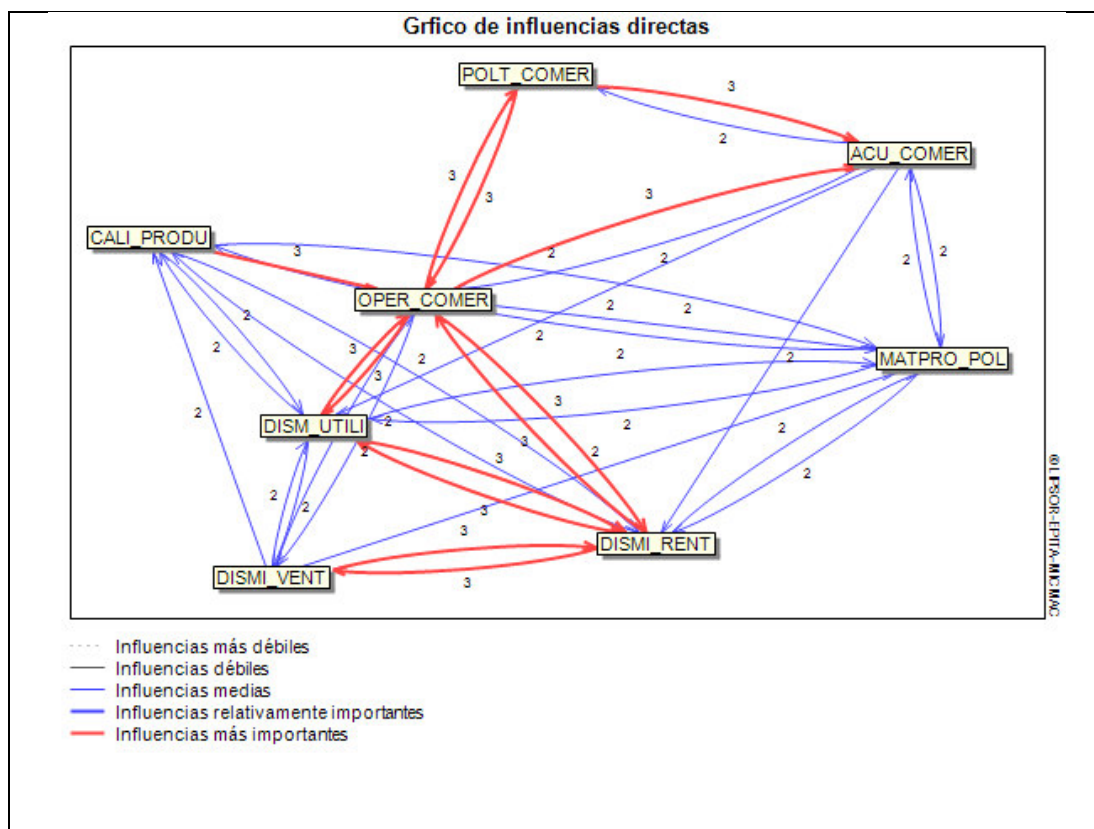 Grfico de influencias directas
POLT_COMER
3
2
ACU_COMER
3
3
3
CALI_PRODU
3
2
2
2
2
OPER_COMER
2
2
2
2
2
3
2
2
2
MATPRO_POL
2
3
2
3
2
DISM_UTILI
2
2
3
2
2
3
2
2
2
2
3
3
DISMI_RENT
3
DISMI_VENT
3
@LIPSOR-EPITA-MICMAC
Influencias más débiles
Influencias débiles
Influencias medias
Influencias relativamente importantes
Influencias más importantes